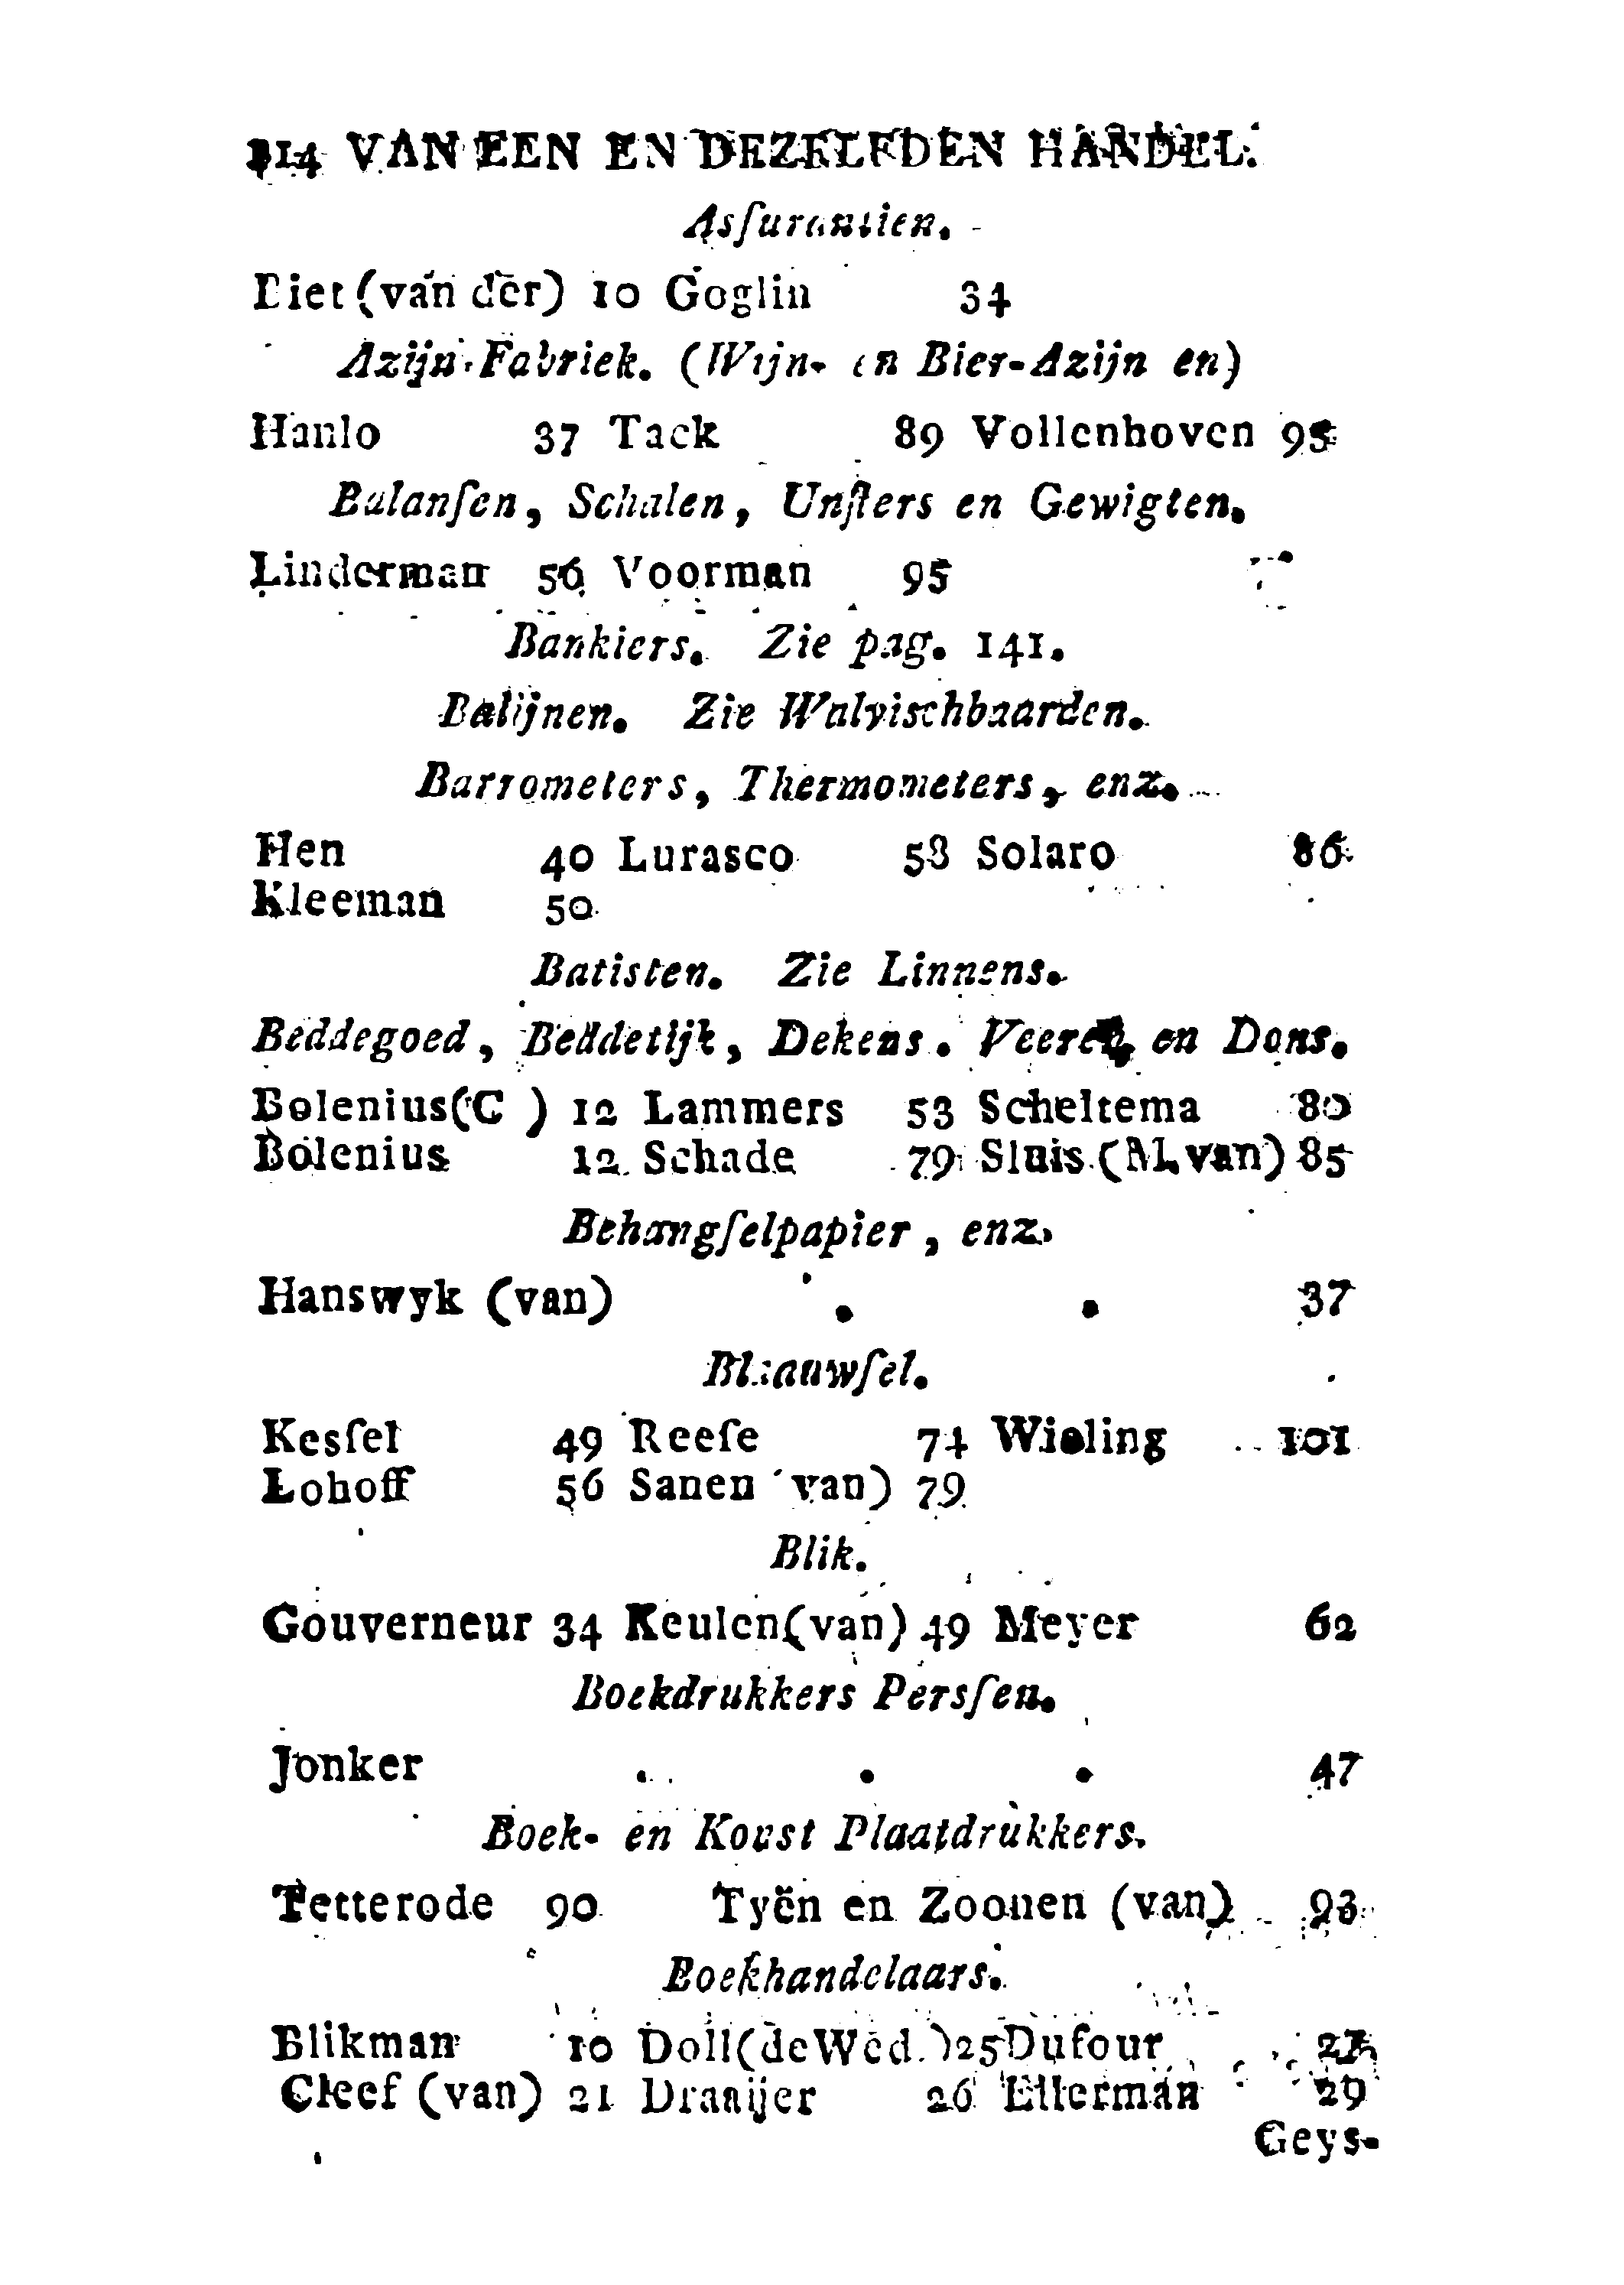 114 VAN EEN EN DEZELFDEN HANDEL.
Asſurantien.
Biet (van der) 10 Goglin 34
Azijn-Fabriek. (Wijn- en Bier-Azijn en)
Hanlo 37 Tack 89 Vollenhoven 95
Balanſen, Schalen, Unſters en Gewigten.
Linderman 56 Voorman 95
Bankiers. Zie pag. 141.
Balijnen. Zie Walvischbaarden.
Barrometers, Thermometers, enz.
Hen 40 Lurasco 58 Solaro 86
Kleeman 50
Batisten. Zie Linnens.
Beddegoed, Beddetijk, Dekens. Veeren en Dons.
Bolenius (C ) 12 Lammers 53 Scheltema 80
Bolenius 12 Schade 79 Sluis (M. van) 85
Behangſelpapier, enz.
Hanswyk (van) . . 37
Blaauwſel.
Kesſel 49 Reeſe 74 Wieling 101
Lohoff 56 Sanen van) 79
Blik.
Gouverneur 34 Keulen (van) 49 Meyer 62
Boekdrukkers Persſen.
Jonker . . . 47
Boek- en Konst Plaatdrukkers.
Tetterode 90 Tyën en Zoonen (van) 93
Boekhandelaars.
Blikman 10 Doll (de Wed.) 25 Dufour 27
Cleef (van) 21 Dranijer 26 Ellerman 29
Geys-